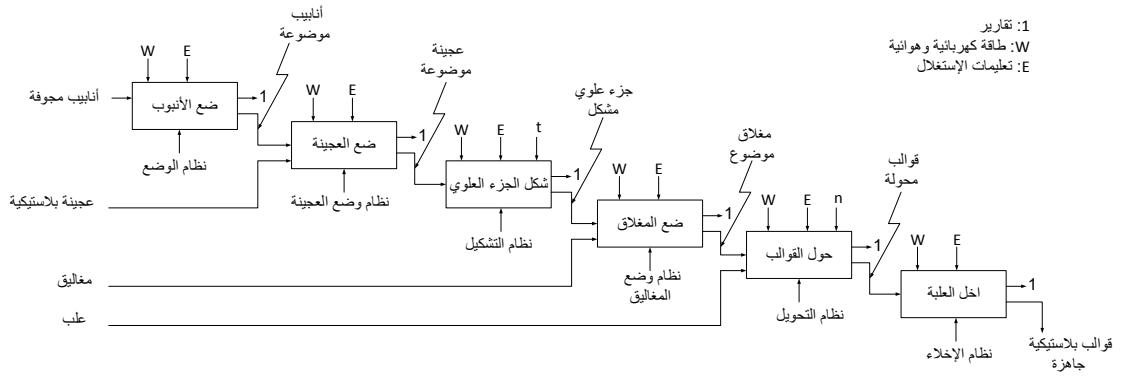 أنابيب
موضوعة
1: تقارير
W: طاقة كهربائية وهوائية
E: تعليمات الإستغلال
W
E
أنابيب مجوفة
ضع الأنبوب
1
نظام الوضع
عجينة
موضوعة
W
E
ضع العجينة
1
عجينة بلاستيكية
نظام وضع العجينة
جزء علوي
مشكل
W
E
t
شكل الجزء العلوي
1
نظام التشكيل
مغلاق
موضوع
W
E
ضع المغلاق
1
مغاليق
نظام وضع
المغاليق
قوالب
محولة
W
E
n
حول القوالب
1
علب
نظام التحويل
W
E
اخل العلبة
1
نظام الإخلاء
قوالب بلاستيكية
جاهزة